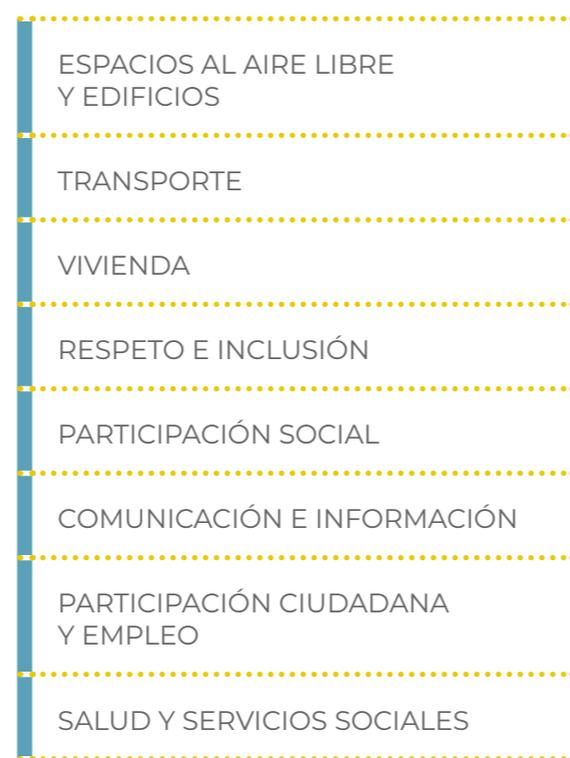 ESPACIOS AL AIRE LIBRE
Y EDIFICIOS
TRANSPORTE
VIVIENDA
RESPETO E INCLUSIÓN
PARTICIPACIÓN SOCIAL
COMUNICACIÓN E INFORMACIÓN
PARTICIPACIÓN CIUDADANA
Y EMPLEO
SALUD Y SERVICIOS SOCIALES